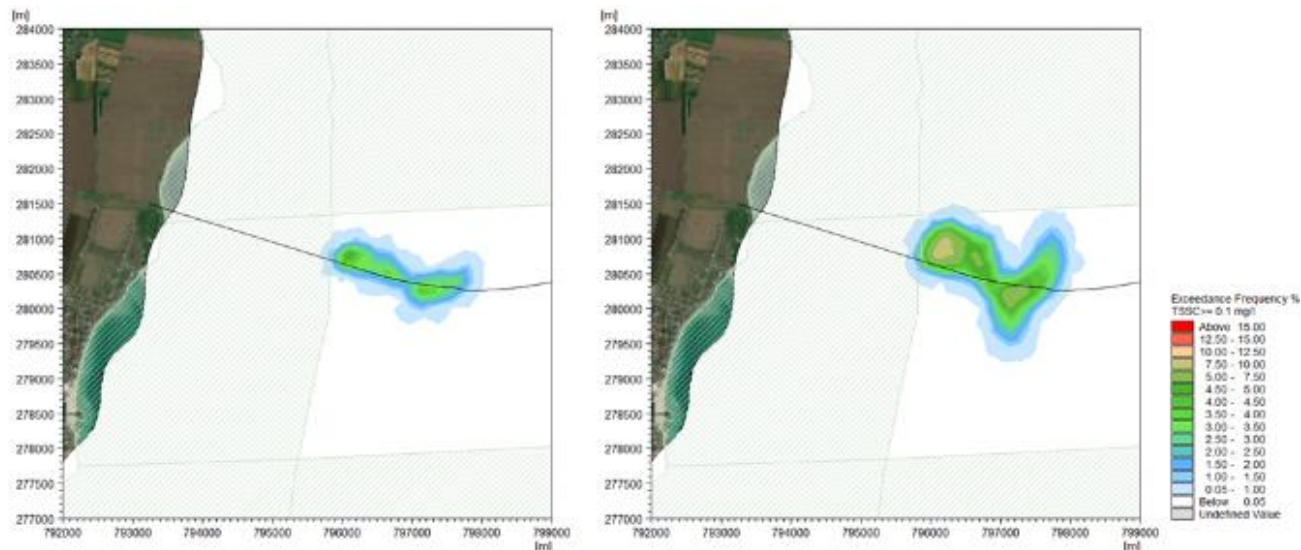 [m]
284000
283500
283000
282500
282000
281500
281000
280500
280000
279500
279000
278500
278000
277500
277000
792000 793000 794000 795000 796000 797000 798000 799000
[m]
[m]
284000
283500
283000
282500
282000
281500
281000
280500
280000
279500
279000
278500
278000
277500
277000
792000 793000 794000 795000 796000 797000 798000 799000
[m]
Exceedance Frequency %
TSSC>= 0.1 mg/l
Above 15.00
12.50 - 15.00
10.00 - 12.50
7.50 - 10.00
5.00 - 7.50
4.50 - 5.00
4.00 - 4.50
3.50 - 4.00
3.00 - 3.50
2.50 - 3.00
2.00 - 2.50
1.50 - 2.00
1.00 - 1.50
0.05 - 1.00
Below 0.05
Undefined Value